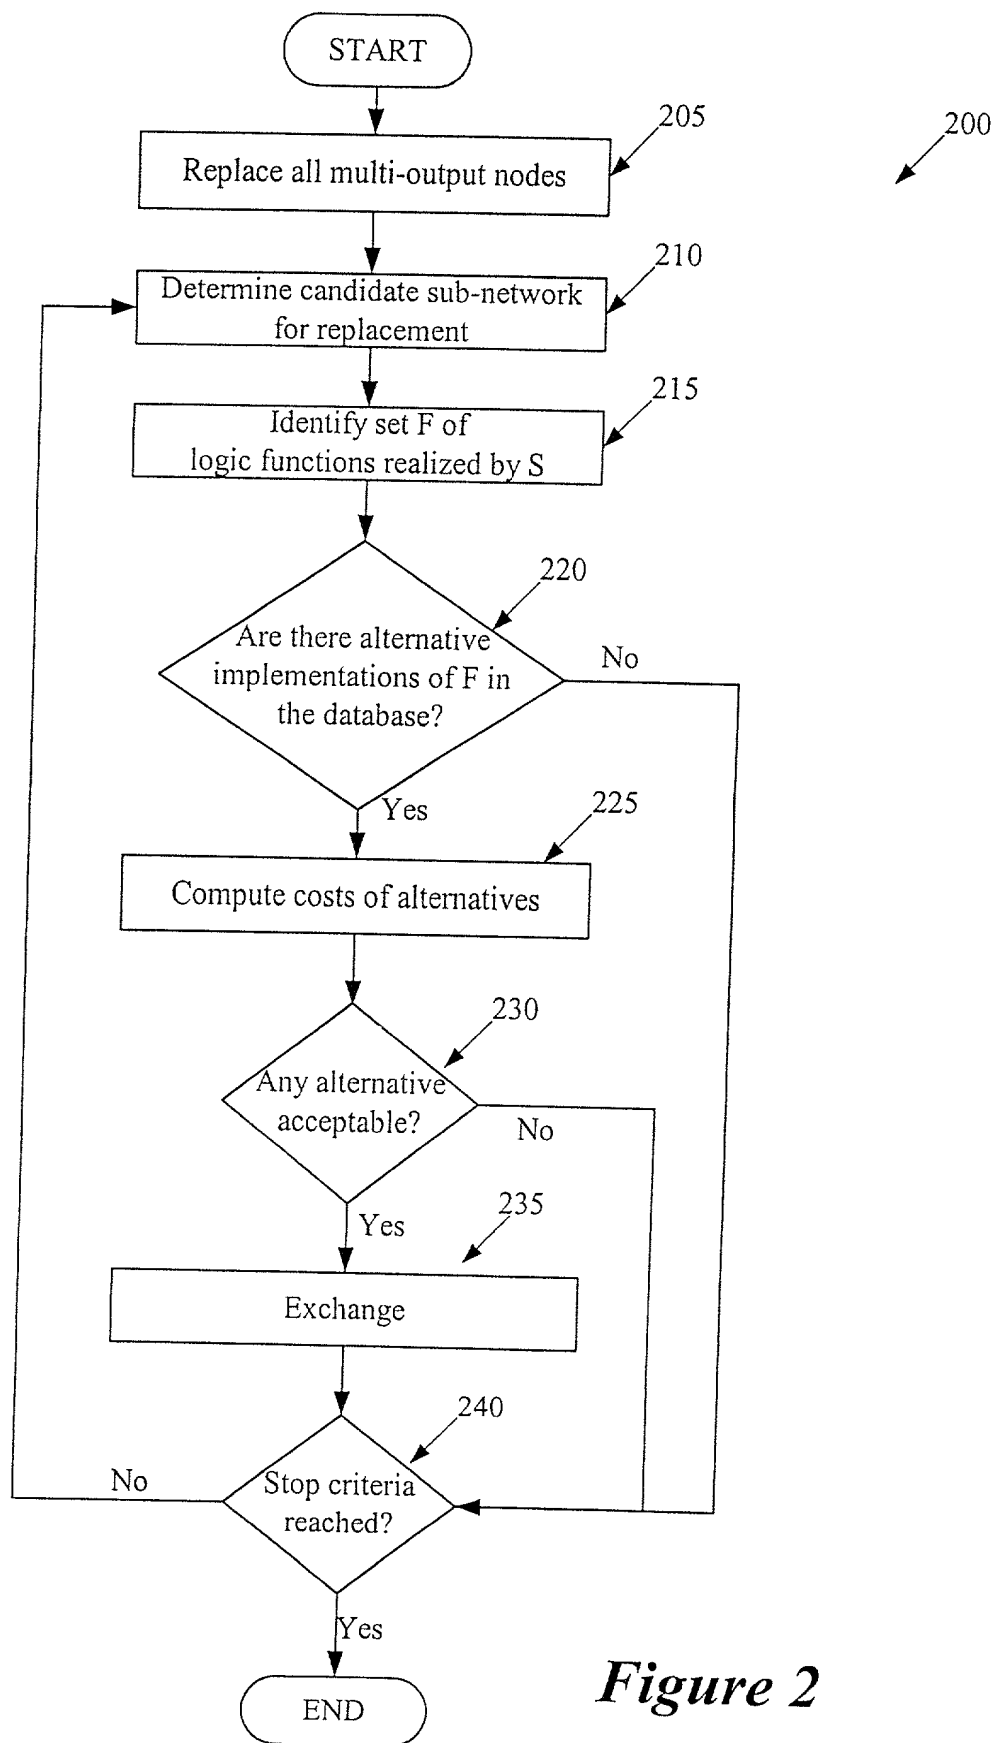 START
205
200
Replace all multi-output nodes
210
Determine candidate sub-network
for replacement
215
Identify set F of
logic functions realized by S
220
Are there alternative
implementations of F in
the database?
No
Yes
225
Compute costs of alternatives
230
Any alternative
acceptable?
No
Yes
235
Exchange
240
Stop criteria
reached?
No
Yes
END
Figure 2